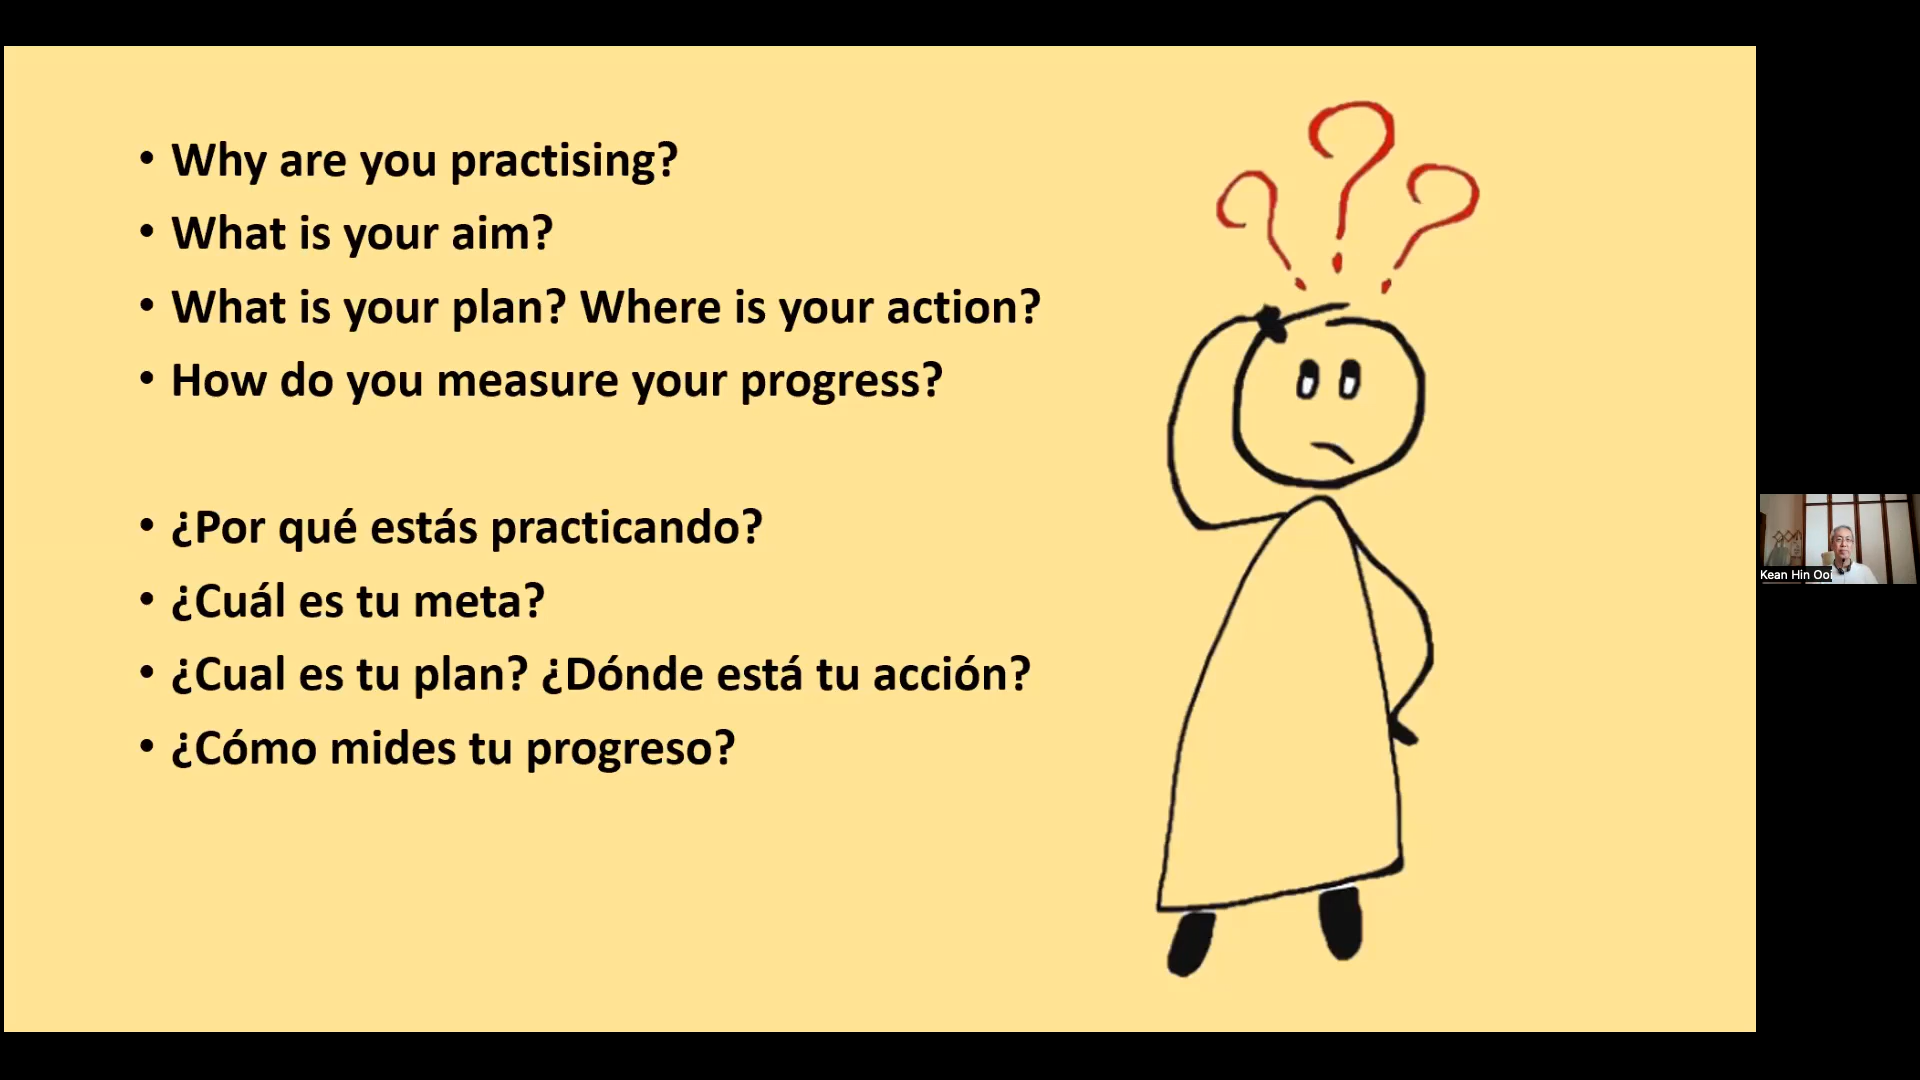 • Why are you practising?
• What is your aim?
• What is your plan? Where is your action?
• How do you measure your progress?
• ¿Por qué estás practicando?
• ¿Cuál es tu meta?
• ¿Cual es tu plan? ¿Dónde está tu acción?
• ¿Cómo mides tu progreso?
Kean Hin Ooi